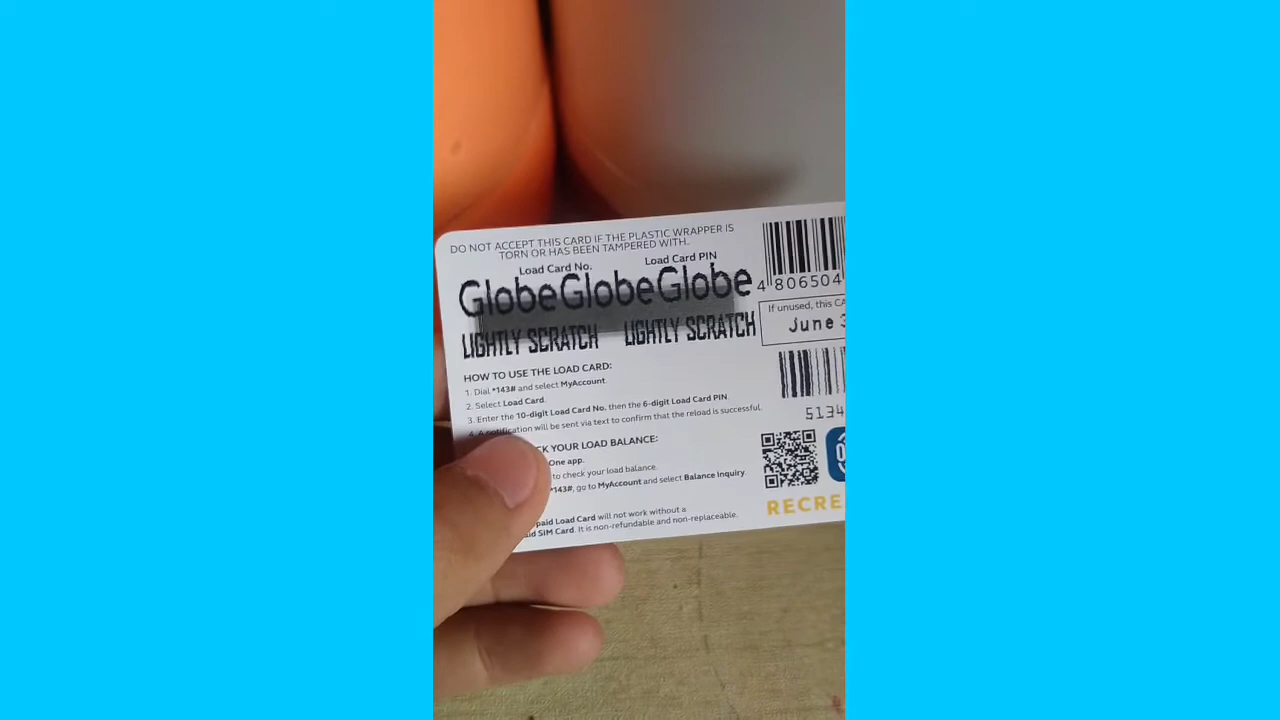 DO NOT ACCEPT THIS CARD IF THE PLASTIC WRAPPER IS
TORN OR HAS BEEN TAMPERED WITH.
Load Card No. Load Card PIN
GlobeGlobeGlobe
LIGHTLY SCRATCH LIGHTLY SCRATCH
4 806504
If unused, this
June
HOW TO USE THE LOAD CARD:
1. Dial *143# and select MyAccount
2. Select Load Card.
3. Enter the 10-digit Load Card No. then the 6-digit Load Card PIN.
4. A notification will be sent via text to confirm that the reload is successful.
5134
CK YOUR LOAD BALANCE:
One app.
to check your load balance.
*143#, go to MyAccount and select Balance Inquiry.
RECRE
paid Load Card will not work without a
aid SIM Card. It is non-refundable and non-replaceable.